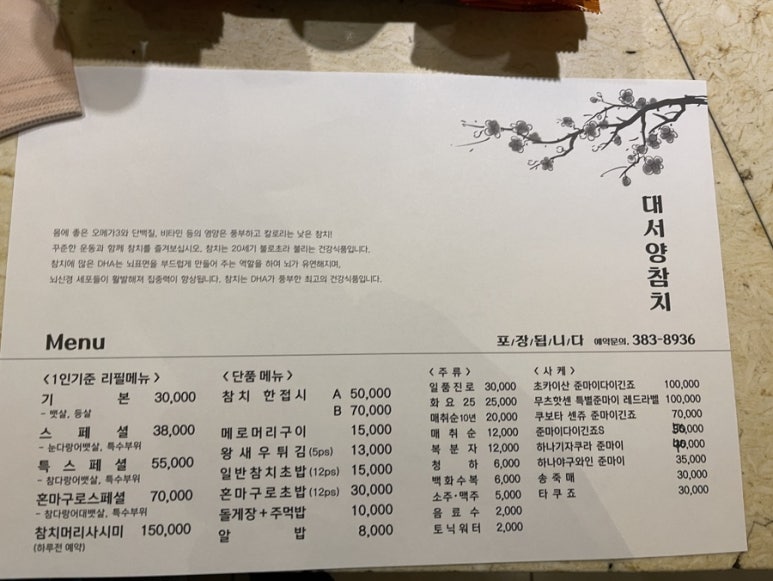 대서양참치
몸에 좋은 오메가3와 단백질, 비타민 등의 영양은 풍부하고 칼로리는 낮은 참치!
꾸준한 운동과 함께 참치를 즐겨보십시오. 참치는 20세기 불로초라 불리는 건강식품입니다.
참치에 많은 DHA는 뇌표면을 부드럽게 만들어 주는 역할을 하여 뇌가 유연해지며,
뇌신경 세포들이 활발해져 집중력이 향상됩니다. 참치는 DHA가 풍부한 최고의 건강식품입니다.
Menu
포/장/됩/니/다 예약문의. 383-8936
<1인기준 리필메뉴>
기 본 30,000
- 뱃살, 등살
스 페 셜 38,000
- 눈다랑어뱃살, 특수부위
특 스 페 셜 55,000
- 참다랑어뱃살, 특수부위
혼마구로스페셜 70,000
- 참다랑어대뱃살, 특수부위
참치머리사시미 150,000
(하루전 예약)
<단품 메뉴>
참치 한접시 A 50,000
B 70,000
메로머리구이 15,000
왕새우튀김(5ps) 13,000
일반참치초밥(12ps) 15,000
혼마구로초밥(12ps) 30,000
돌게장+주먹밥 10,000
알 밥 8,000
<주류>
일품진로 30,000
화요 25 25,000
매취순10년 20,000
매 취 순 12,000
복 분 자 12,000
청 하 6,000
백화수복 6,000
소주·맥주 5,000
음 료 수 2,000
토닉워터 2,000
<사케>
초카이산 준마이다이긴죠 100,000
무츠핫센 특별준마이 레드라벨 100,000
쿠보타 센쥬 준마이긴죠 70,000
준마이다이긴죠S
하나기자쿠라 준마이
하나야구와인 준마이 35,000
송죽매 30,000
타쿠죠 30,000